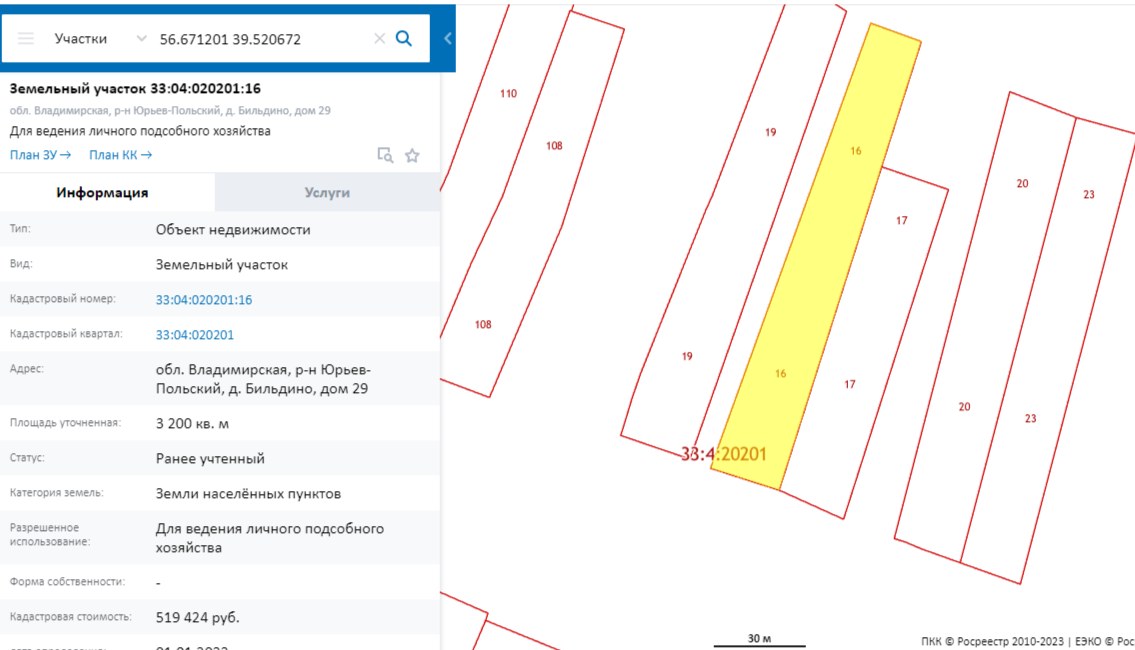 Участки 56.671201 39.520672
Земельный участок 33:04:020201:16
обл. Владимирская, р-н Юрьев-Польский, д. Бильдино, дом 29
Для ведения личного подсобного хозяйства
План ЗУ → План КК →
Информация Услуги
Тип: Объект недвижимости
Вид: Земельный участок
Кадастровый номер: 33:04:020201:16
Кадастровый квартал: 33:04:020201
Адрес: обл. Владимирская, р-н Юрьев-
Польский, д. Бильдино, дом 29
Площадь уточненная: 3 200 кв. м
Статус: Ранее учтенный
Категория земель: Земли населённых пунктов
Разрешенное
использование:
Для ведения личного подсобного
хозяйства
Форма собственности: -
Кадастровая стоимость: 519 424 руб.
110
108
19
16
17
20
23
108
19
16
17
20
23
33:4:20201
30 м
ПКК © Росреестр 2010-2023 | ЕЭКО © Рос